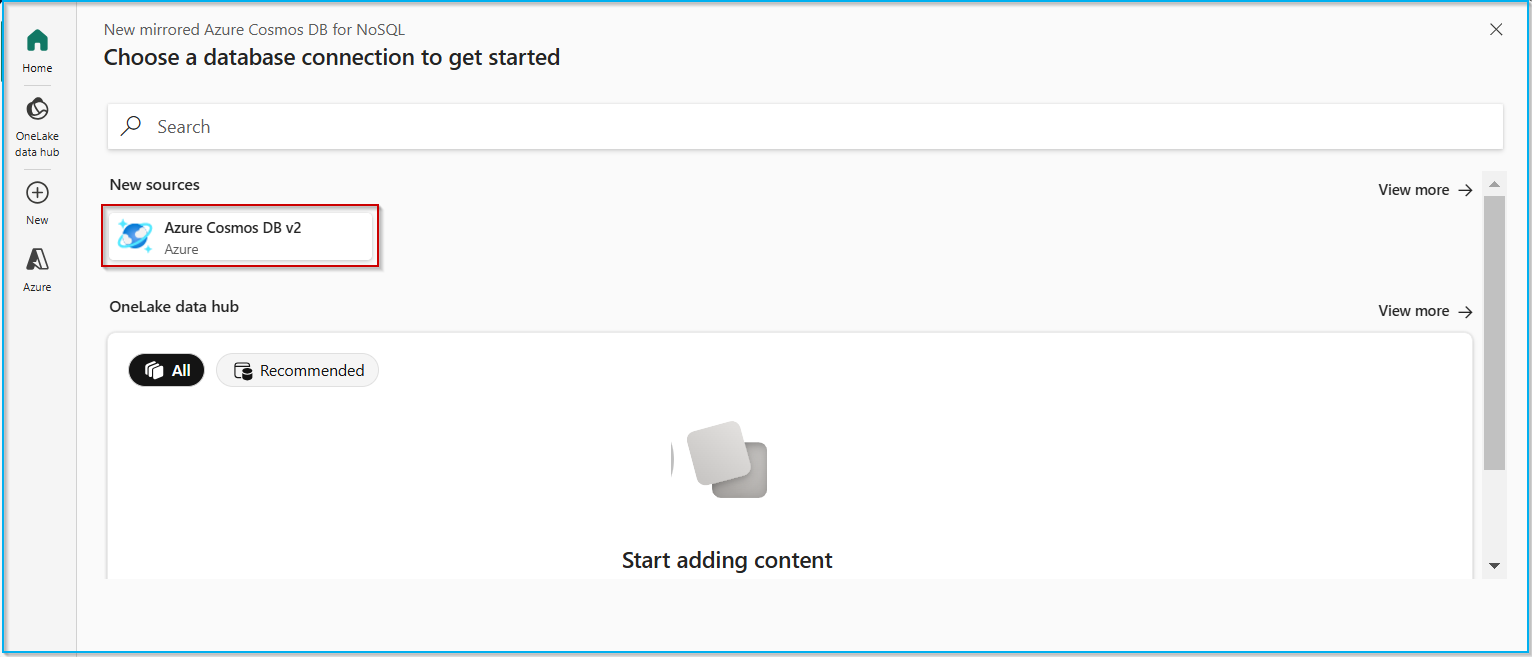 New mirrored Azure Cosmos DB for NoSQL
Choose a database connection to get started
Home
OneLake
data hub
New
Azure
Search
New sources
View more
Azure Cosmos DB v2
Azure
OneLake data hub
View more
All
Recommended
Start adding content